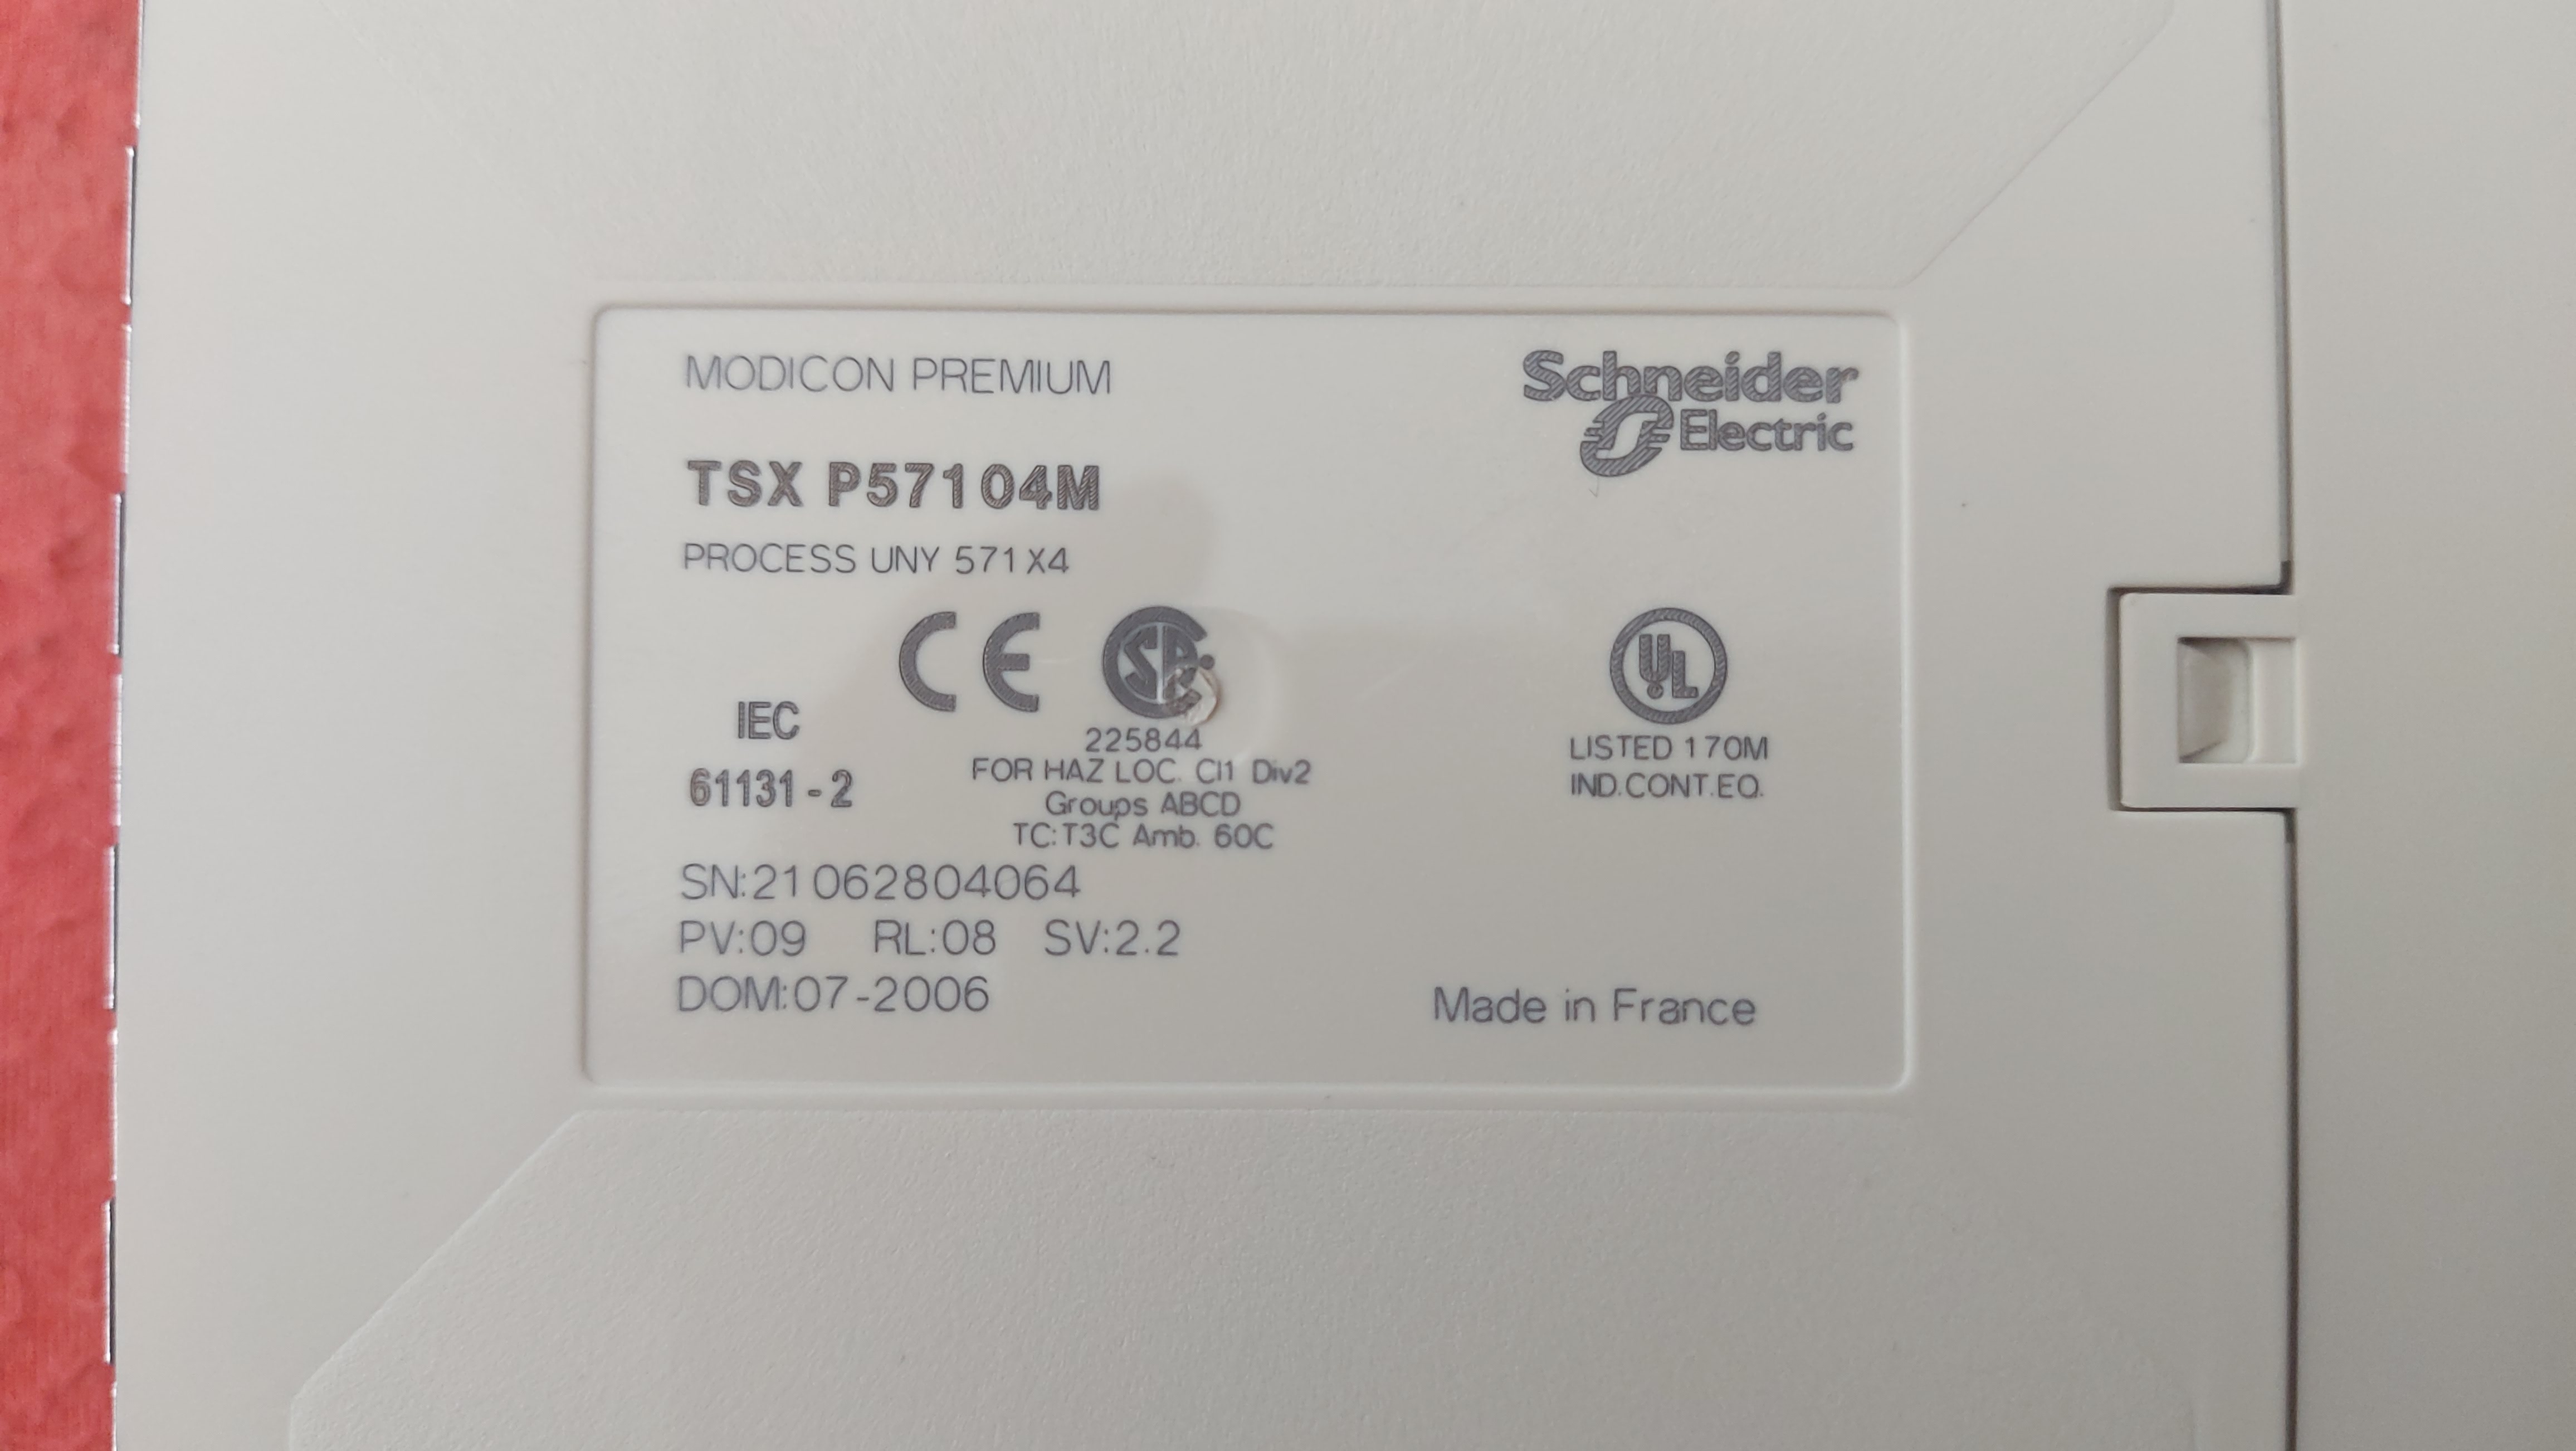 MODICON PREMIUM
Schneider
Electric
TSX P57104M
PROCESS UNY 571X4
CE
UL
IEC
61131-2
225844
FOR HAZ LOC. Cl1 Div2
Groups ABCD
TC:T3C Amb. 60C
LISTED 170M
IND.CONT.EQ.
SN:21062804064
PV:09 RL:08 SV:2.2
DOM:07-2006
Made in France